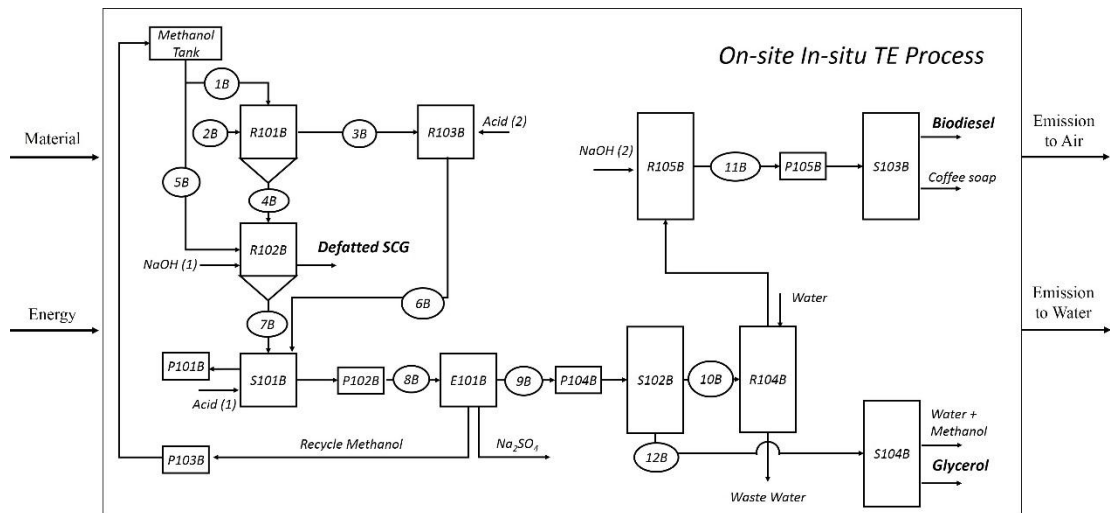 On-site In-situ TE Process
Methanol
Tank
1B
2B
R101B
3B
R103B
Acid (2)
Material
5B
4B
R102B
NaOH (1)
Defatted SCG
Energy
7B
6B
P101B
S101B
Acid (1)
P102B
8B
E101B
9B
P104B
Recycle Methanol
P103B
Na₂SO₄
NaOH (2)
R105B
11B
P105B
S103B
Biodiesel
Coffee soap
Emission
to Air
Emission
to Water
Water
S102B
10B
R104B
12B
Waste Water
S104B
Water +
Methanol
Glycerol